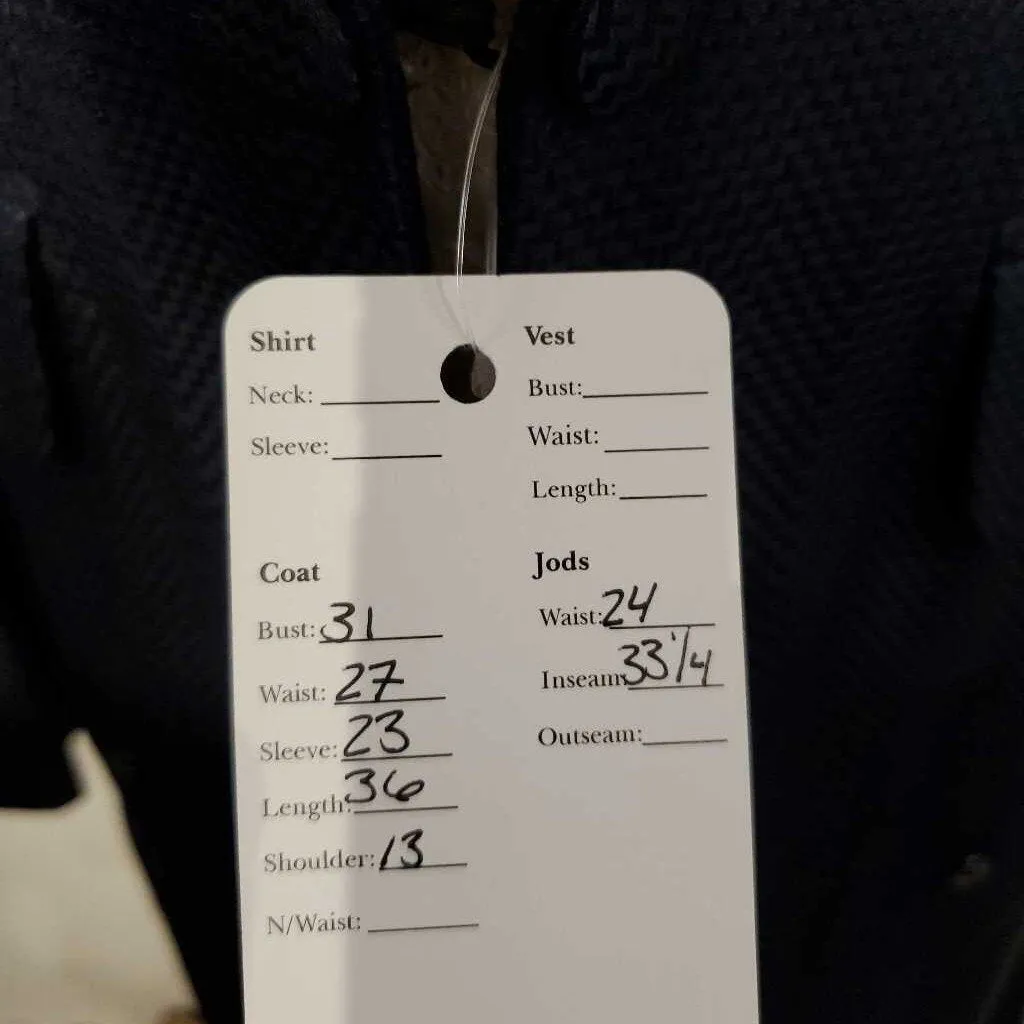 Shirt
Neck:
Sleeve:
Vest
Bust:
Waist:
Length:
Coat
Bust: 31
Waist: 27
Sleeve: 23
Length: 36
Shoulder: 13
N/Waist:
Jods
Waist: 24
Inseam: 33 1/4
Outseam: